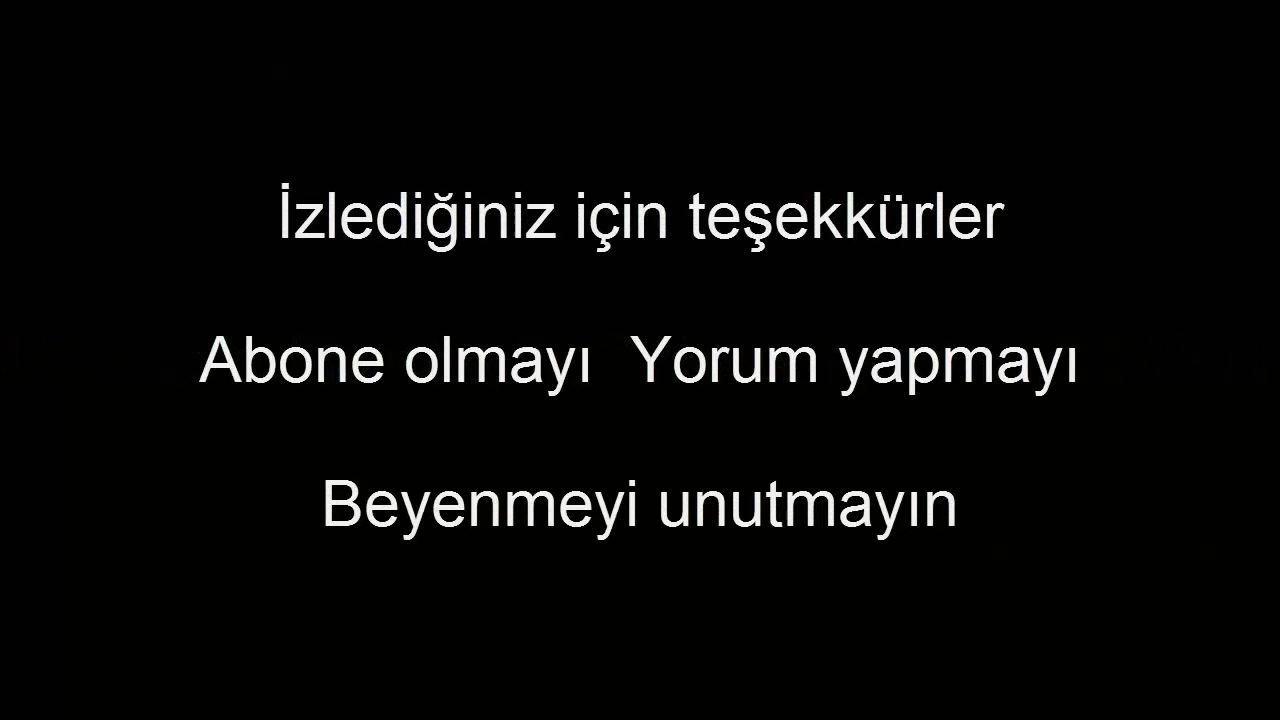 İzlediğiniz için teşekkürler
Abone olmayı  Yorum yapmayı
Beyenmeyi unutmayın